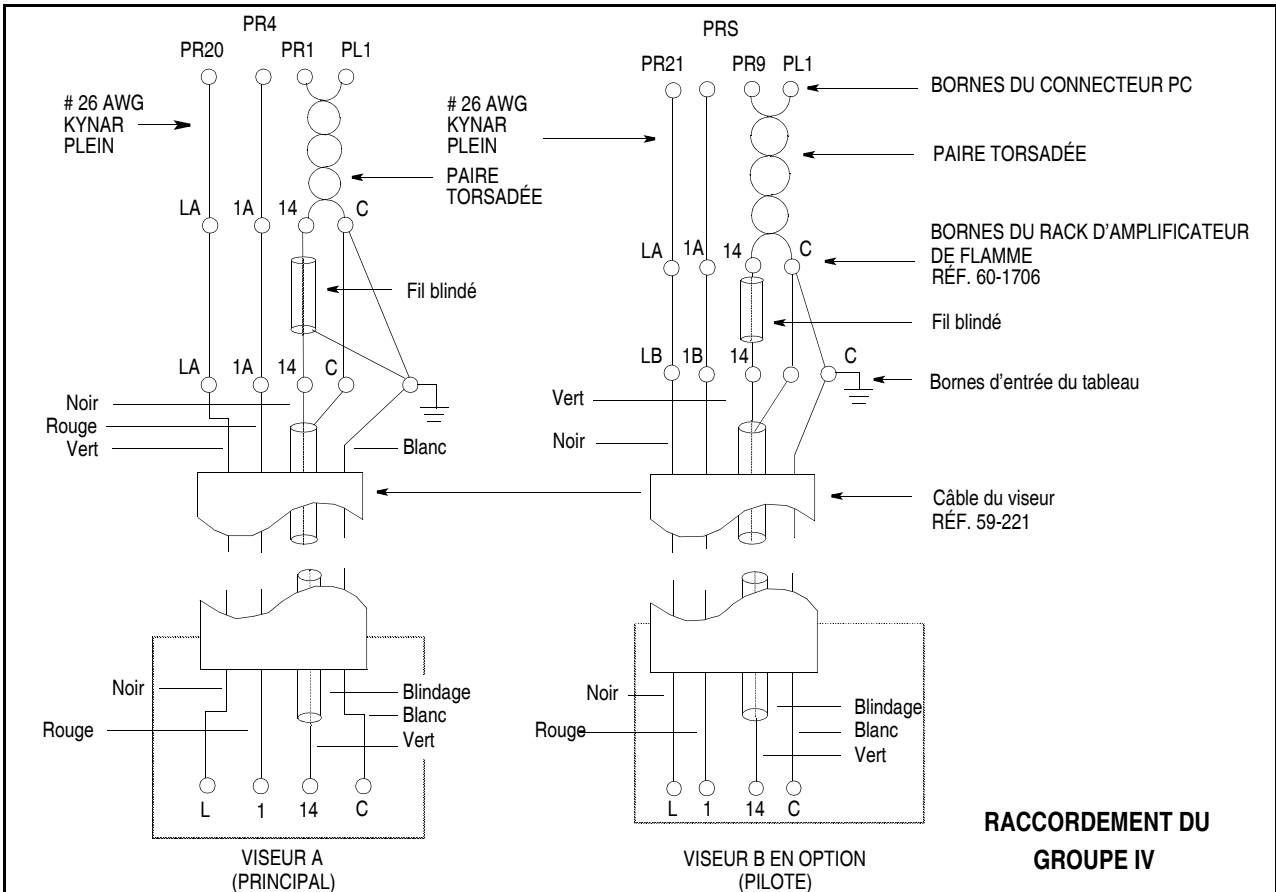 PR4
PR20 PR1 PL1
# 26 AWG
KYNAR
PLEIN
PAIRE
TORSADÉE
LA 1A 14 C
Fil blindé
LA 1A 14 C
Noir
Rouge
Vert
Blanc
Noir
Rouge
Blindage
Blanc
Vert
L 1 14 C
VISEUR A
(PRINCIPAL)
PRS
PR21 PR9 PL1
# 26 AWG
KYNAR
PLEIN
BORNES DU CONNECTEUR PC
PAIRE TORSADÉE
LA 1A 14 C
BORNES DU RACK D'AMPLIFICATEUR
DE FLAMME
RÉF. 60-1706
Fil blindé
LB 1B 14 C
Bornes d'entrée du tableau
Vert
Noir
Câble du viseur
RÉF. 59-221
Noir
Rouge
Blindage
Blanc
Vert
L 1 14 C
VISEUR B EN OPTION
(PILOTE)
RACCORDEMENT DU
GROUPE IV